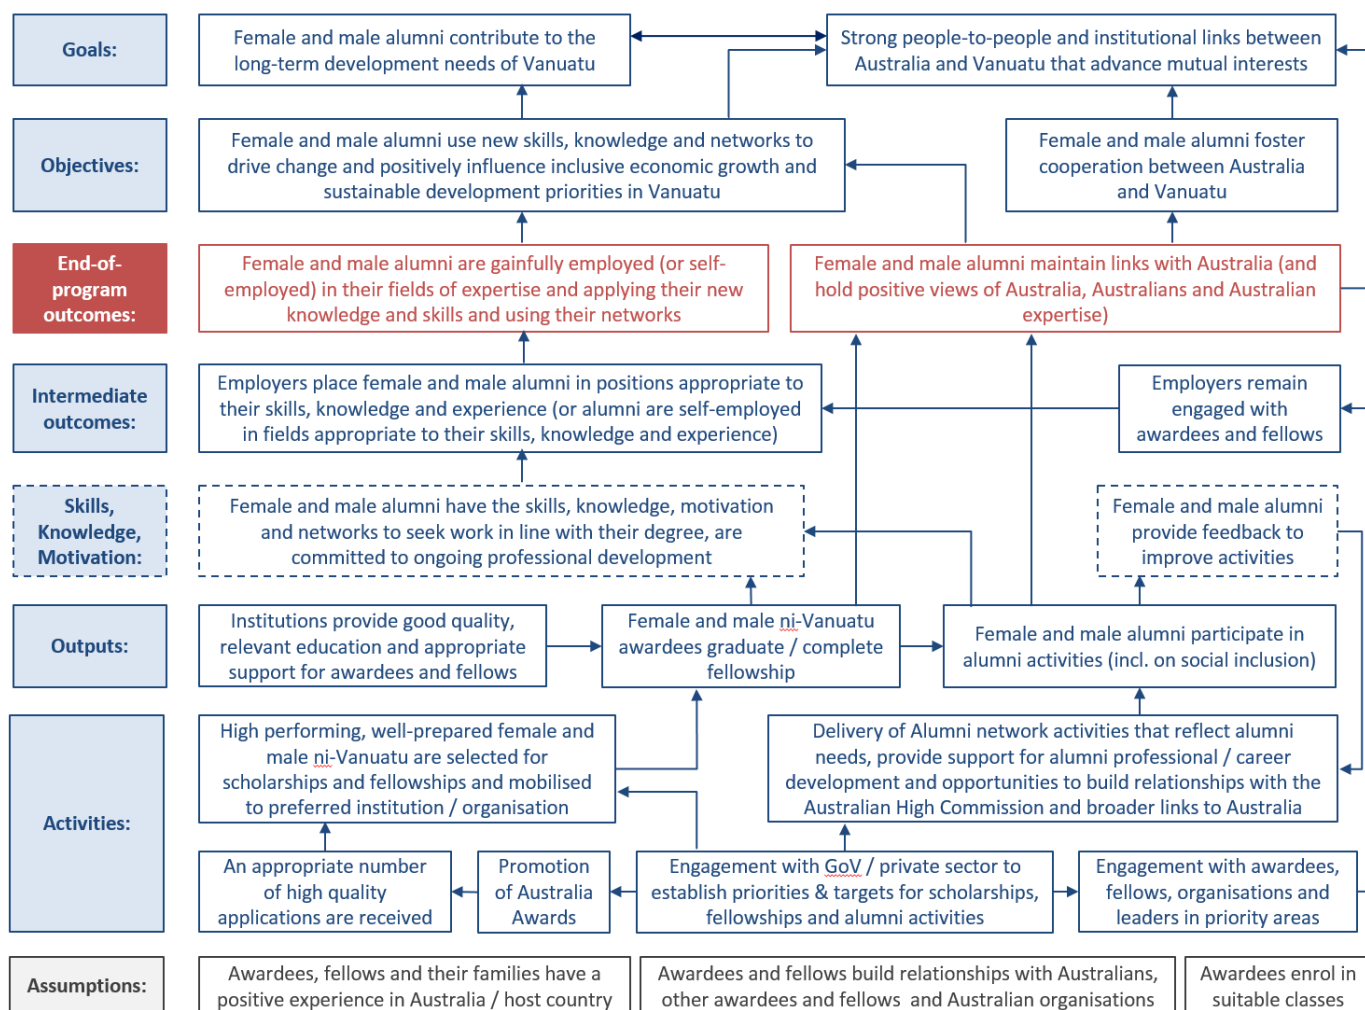 Goals:
Female and male alumni contribute to the
long-term development needs of Vanuatu
Strong people-to-people and institutional links between
Australia and Vanuatu that advance mutual interests
Objectives:
Female and male alumni use new skills, knowledge and networks to
drive change and positively influence inclusive economic growth and
sustainable development priorities in Vanuatu
Female and male alumni foster
cooperation between Australia
and Vanuatu
End-of-
program
outcomes:
Female and male alumni are gainfully employed (or self-
employed) in their fields of expertise and applying their new
knowledge and skills and using their networks
Female and male alumni maintain links with Australia (and
hold positive views of Australia, Australians and Australian
expertise)
Intermediate
outcomes:
Employers place female and male alumni in positions appropriate to
their skills, knowledge and experience (or alumni are self-employed
in fields appropriate to their skills, knowledge and experience)
Employers remain
engaged with
awardees and fellows
Skills,
Knowledge,
Motivation:
Female and male alumni have the skills, knowledge, motivation
and networks to seek work in line with their degree, are
committed to ongoing professional development
Female and male alumni
provide feedback to
improve activities
Outputs:
Institutions provide good quality,
relevant education and appropriate
support for awardees and fellows
Female and male ni-Vanuatu
awardees graduate / complete
fellowship
Female and male alumni participate in
alumni activities (incl. on social inclusion)
Activities:
High performing, well-prepared female and
male ni-Vanuatu are selected for
scholarships and fellowships and mobilised
to preferred institution / organisation
Delivery of Alumni network activities that reflect alumni
needs, provide support for alumni professional / career
development and opportunities to build relationships with the
Australian High Commission and broader links to Australia
An appropriate number
of high quality
applications are received
Promotion
of Australia
Awards
Engagement with GoV / private sector to
establish priorities & targets for scholarships,
fellowships and alumni activities
Engagement with awardees,
fellows, organisations and
leaders in priority areas
Assumptions:
Awardees, fellows and their families have a
positive experience in Australia / host country
Awardees and fellows build relationships with Australians,
other awardees and fellows and Australian organisations
Awardees enrol in
suitable classes